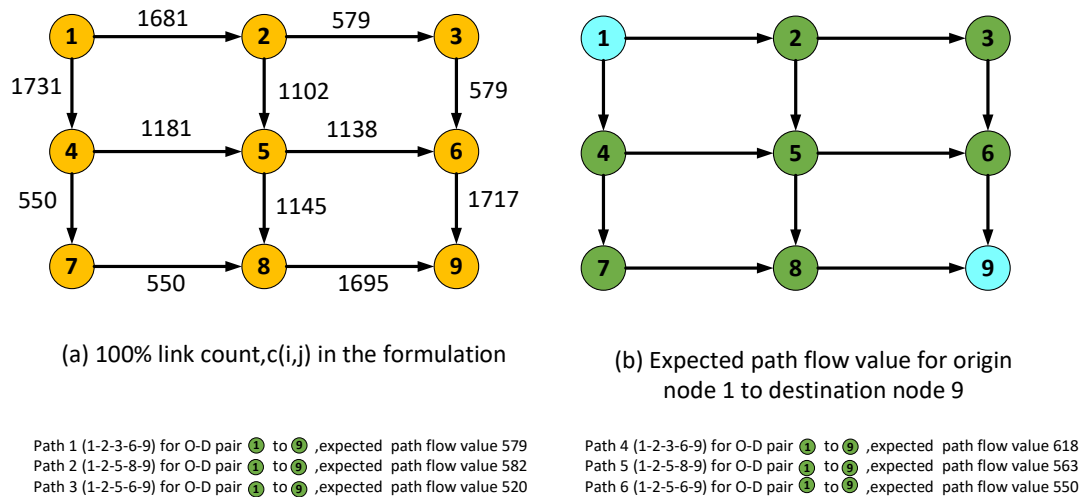 1681 579
1 2 3
1731 1102 579
1181 1138
4 5 6
550 1145 1717
7 8 9
550 1695
1 2 3
4 5 6
7 8 9
(a) 100% link count,c(i,j) in the formulation
(b) Expected path flow value for origin
node 1 to destination node 9
Path 1 (1-2-3-6-9) for O-D pair 1 to 9 ,expected path flow value 579
Path 2 (1-2-5-8-9) for O-D pair 1 to 9 ,expected path flow value 582
Path 3 (1-2-5-6-9) for O-D pair 1 to 9 ,expected path flow value 520
Path 4 (1-2-3-6-9) for O-D pair 1 to 9 ,expected path flow value 618
Path 5 (1-2-5-8-9) for O-D pair 1 to 9 ,expected path flow value 563
Path 6 (1-2-5-6-9) for O-D pair 1 to 9 ,expected path flow value 550